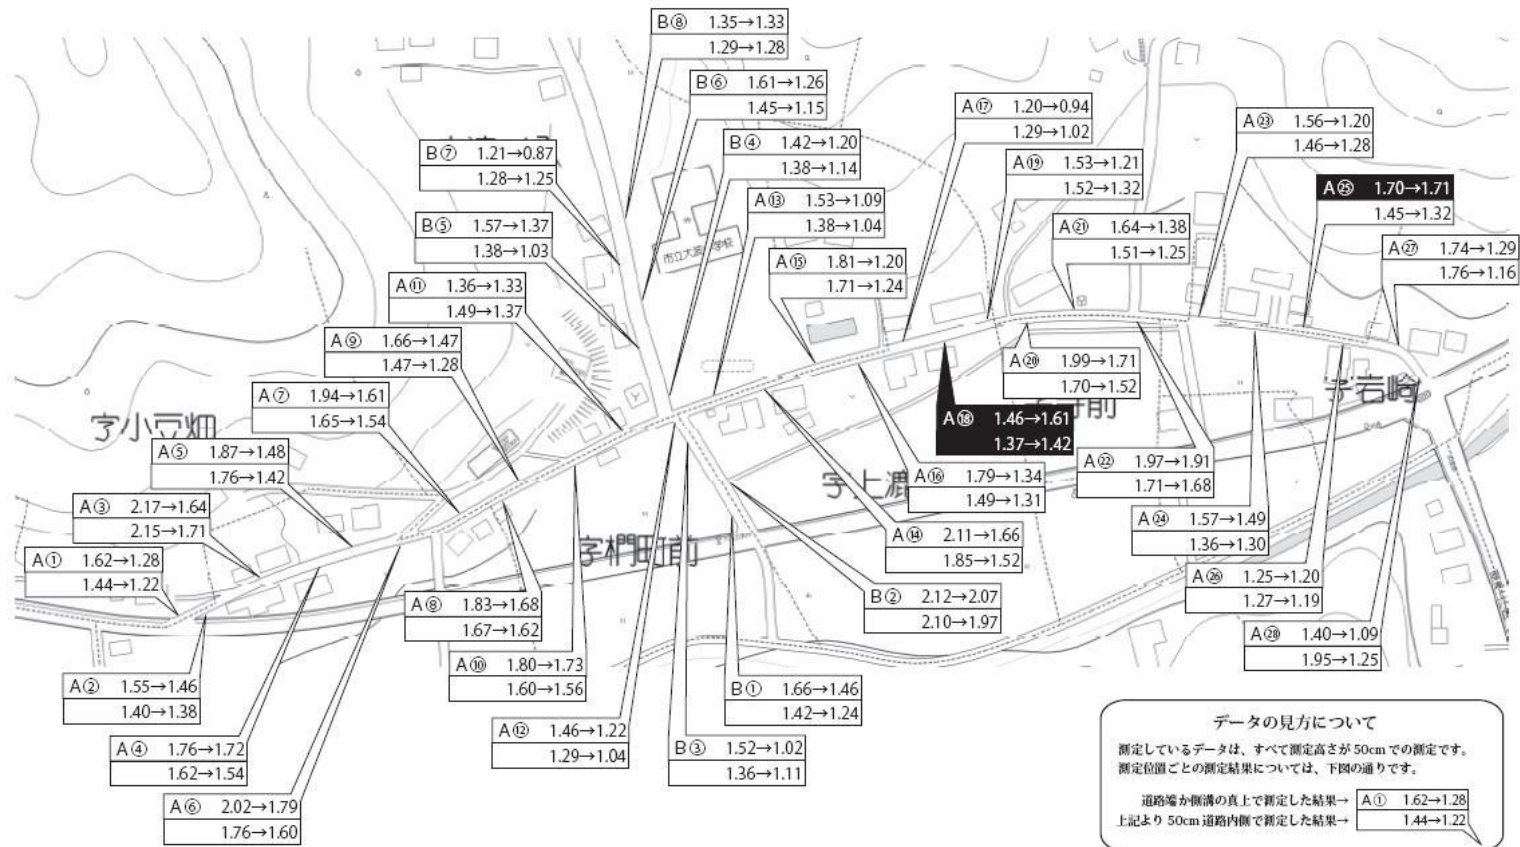 B⑧ 1.35→1.33
1.29→1.28
B⑥ 1.61→1.26
1.45→1.15
B④ 1.42→1.20
1.38→1.14
B⑦ 1.21→0.87
1.28→1.25
B⑤ 1.57→1.37
1.38→1.03
A⑬ 1.53→1.09
1.38→1.04
A⑰ 1.20→0.94
1.29→1.02
A⑲ 1.53→1.21
1.52→1.32
A㉓ 1.56→1.20
1.46→1.28
A㉕ 1.70→1.71
1.45→1.32
A㉑ 1.64→1.38
1.51→1.25
A㉗ 1.74→1.29
1.76→1.16
A⑮ 1.81→1.20
1.71→1.24
A⑪ 1.36→1.33
1.49→1.37
A⑨ 1.66→1.47
1.47→1.28
A⑦ 1.94→1.61
1.65→1.54
字小豆畑
A⑤ 1.87→1.48
1.76→1.42
A③ 2.17→1.64
2.15→1.71
A① 1.62→1.28
1.44→1.22
A⑳ 1.99→1.71
1.70→1.52
字岩崎
A⑱ 1.46→1.61
1.37→1.42
A㉒ 1.97→1.91
1.71→1.68
字上
A⑯ 1.79→1.34
1.49→1.31
A㉔ 1.57→1.49
1.36→1.30
A⑭ 2.11→1.66
1.85→1.52
A㉖ 1.25→1.20
1.27→1.19
B② 2.12→2.07
2.10→1.97
A㉘ 1.40→1.09
1.95→1.25
A⑧ 1.83→1.68
1.67→1.62
A⑩ 1.80→1.73
1.60→1.56
B① 1.66→1.46
1.42→1.24
A② 1.55→1.46
1.40→1.38
A⑫ 1.46→1.22
1.29→1.04
B③ 1.52→1.02
1.36→1.11
A④ 1.76→1.72
1.62→1.54
A⑥ 2.02→1.79
1.76→1.60
データの見方について
測定しているデータは、すべて測定高さが 50cm での測定です。
測定位置ごとの測定結果については、下図の通りです。
道路端か側溝の真上で測定した結果→ A① 1.62→1.28
上記より 50cm 道路内側で測定した結果→ 1.44→1.22